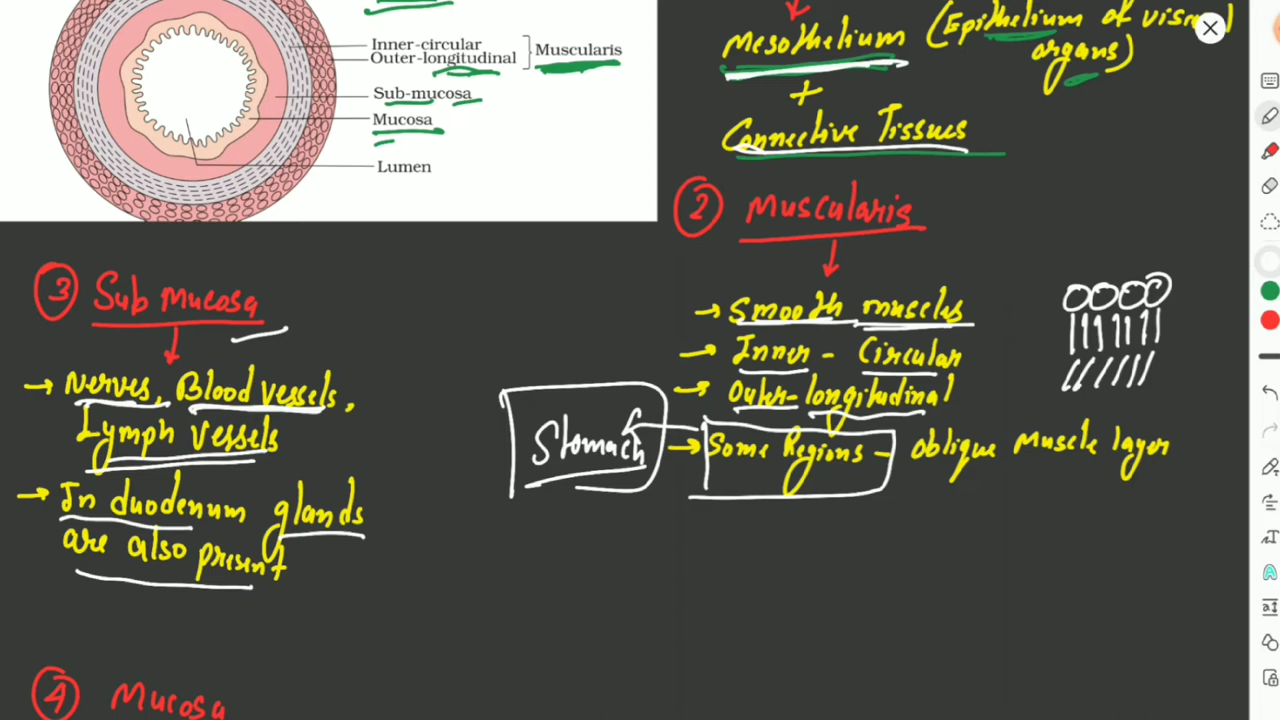 Inner-circular
Outer-longitudinal
Muscularis
Sub-mucosa
Mucosa
Lumen
Mesothelium (Epithelium of
organs)
+
Connective Tissues
② Muscularis
→ Smooth muscles
→ Inner - Circular
→ Outer- longitudinal
→ Some Regions - oblique muscle layer
Stomach
③ Sub Mucosa
→ Nerves, Blood vessels,
Lymph vessels
→ In duodenum glands
are also present
④ Mucosa